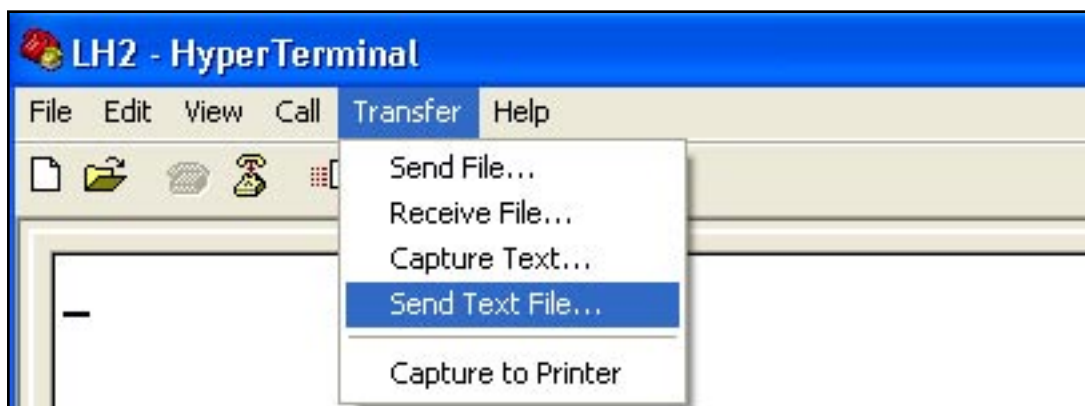 LH2 - HyperTerminal
File Edit View Call Transfer Help
Send File...
Receive File...
Capture Text...
Send Text File...
Capture to Printer